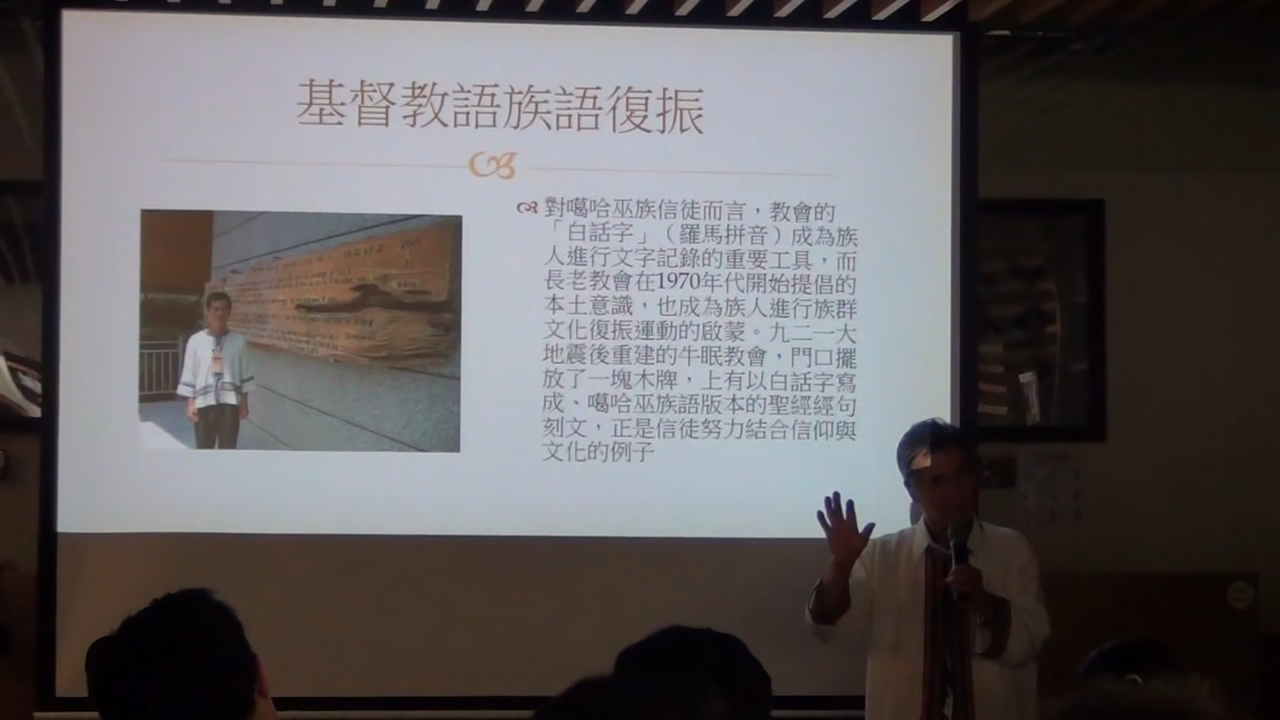 基督教語族語復振
對噶哈巫族信徒而言，教會的
「白話字」（羅馬拼音）成為族
人進行文字記錄的重要工具，而
長老教會在1970年代開始提倡的
本土意識，也成為族人進行族群
文化復振運動的啟蒙。九二一大
地震後重建的牛眠教會，門口擺
放了一塊木牌，上有以白話字寫
成、噶哈巫族語版本的聖經經句
刻文，正是信徒努力結合信仰與
文化的例子